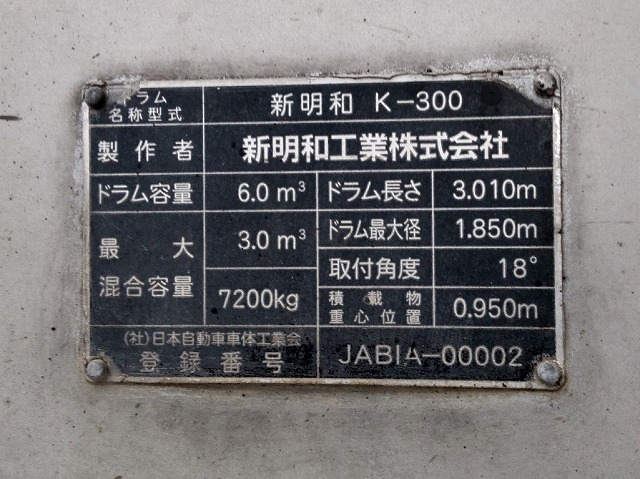 ドラム
名称型式
新明和 K-300
製作者
新明和工業株式会社
ドラム容量
6.0m³
ドラム長さ
3.010m
最大
混合容量
3.0m³
7200kg
ドラム最大径
1.850m
取付角度
18°
積載物
重心位置
0.950m
(社)日本自動車車体工業会
登録番号
JABIA-00002